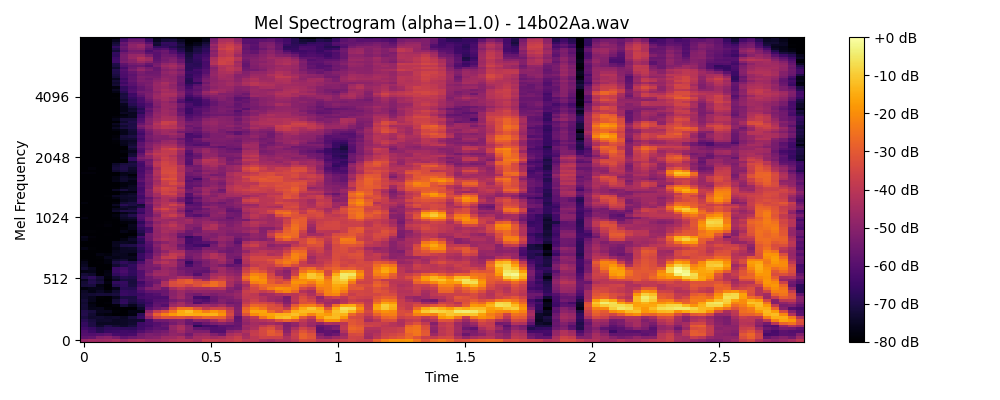 Mel Spectrogram (alpha=1.0) - 14b02Aa.wav
Mel Frequency
4096
2048
1024
512
0
0
0.5
1
1.5
2
2.5
Time
+0 dB
-10 dB
-20 dB
-30 dB
-40 dB
-50 dB
-60 dB
-70 dB
-80 dB